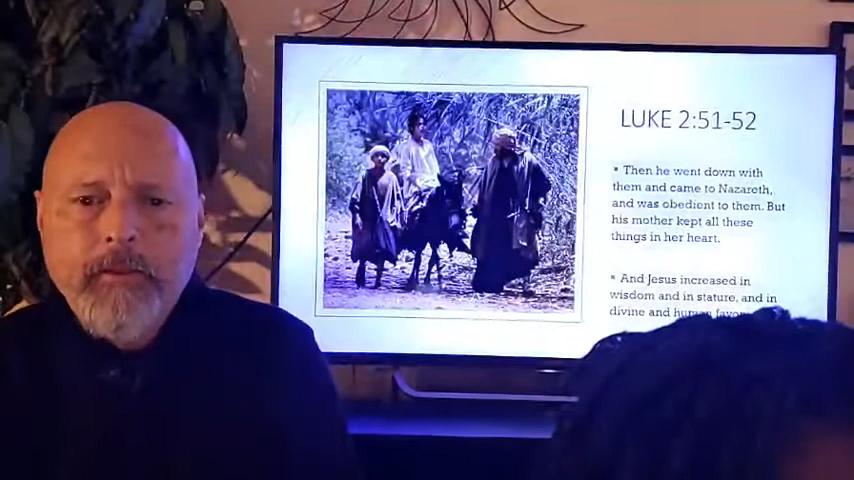 LUKE 2:51-52
▪ Then he went down with
them and came to Nazareth,
and was obedient to them. But
his mother kept all these
things in her heart.
▪ And Jesus increased in
wisdom and in stature, and in
divine and human favor.